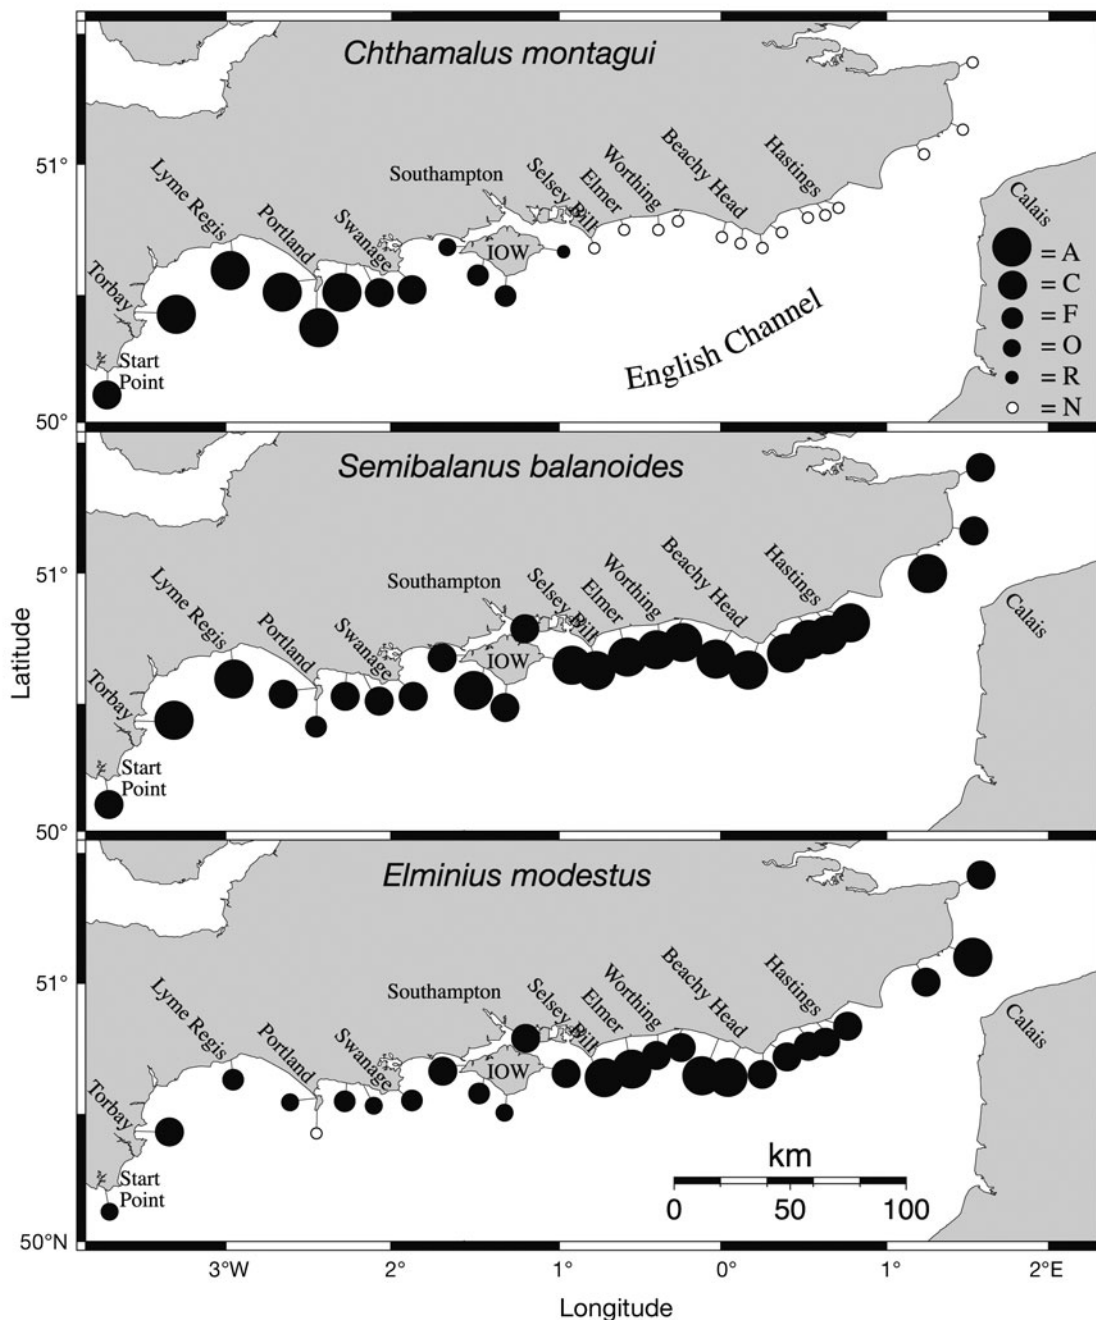 Chthamalus montagui
51°
50°
Lyme Regis
Portland
Swanage
Southampton
Selsey Bill
Elmer
Worthing
Beachy Head
Hastings
Torbay
Start
Point
IOW
English Channel
Calais
= A
= C
= F
= O
= R
= N
Semibalanus balanoides
51°
50°
Lyme Regis
Portland
Swanage
Southampton
Selsey Bill
Elmer
Worthing
Beachy Head
Hastings
Torbay
Start
Point
IOW
Calais
Latitude
Elminius modestus
51°
50°N
Lyme Regis
Portland
Swanage
Southampton
Selsey Bill
Elmer
Worthing
Beachy Head
Hastings
Torbay
Start
Point
IOW
Calais
km
0 50 100
3°W 2° 1° 0° 1° 2°E
Longitude